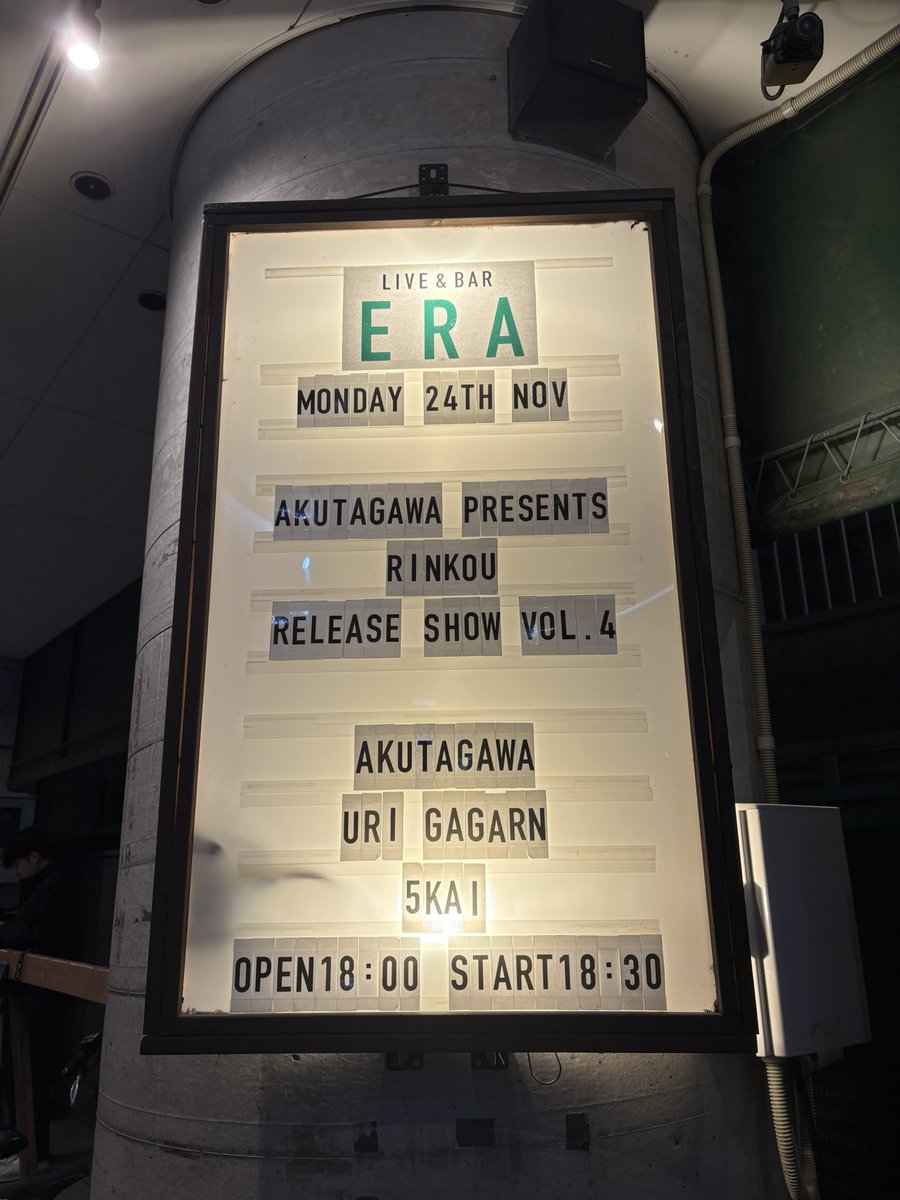 LIVE & BAR
ERA
MONDAY 24TH NOV
AKUTAGAWA PRESENTS
RINKOU
RELEASE SHOW VOL.4
AKUTAGAWA
URI GAGARN
5KAI
OPEN18:00 START18:30